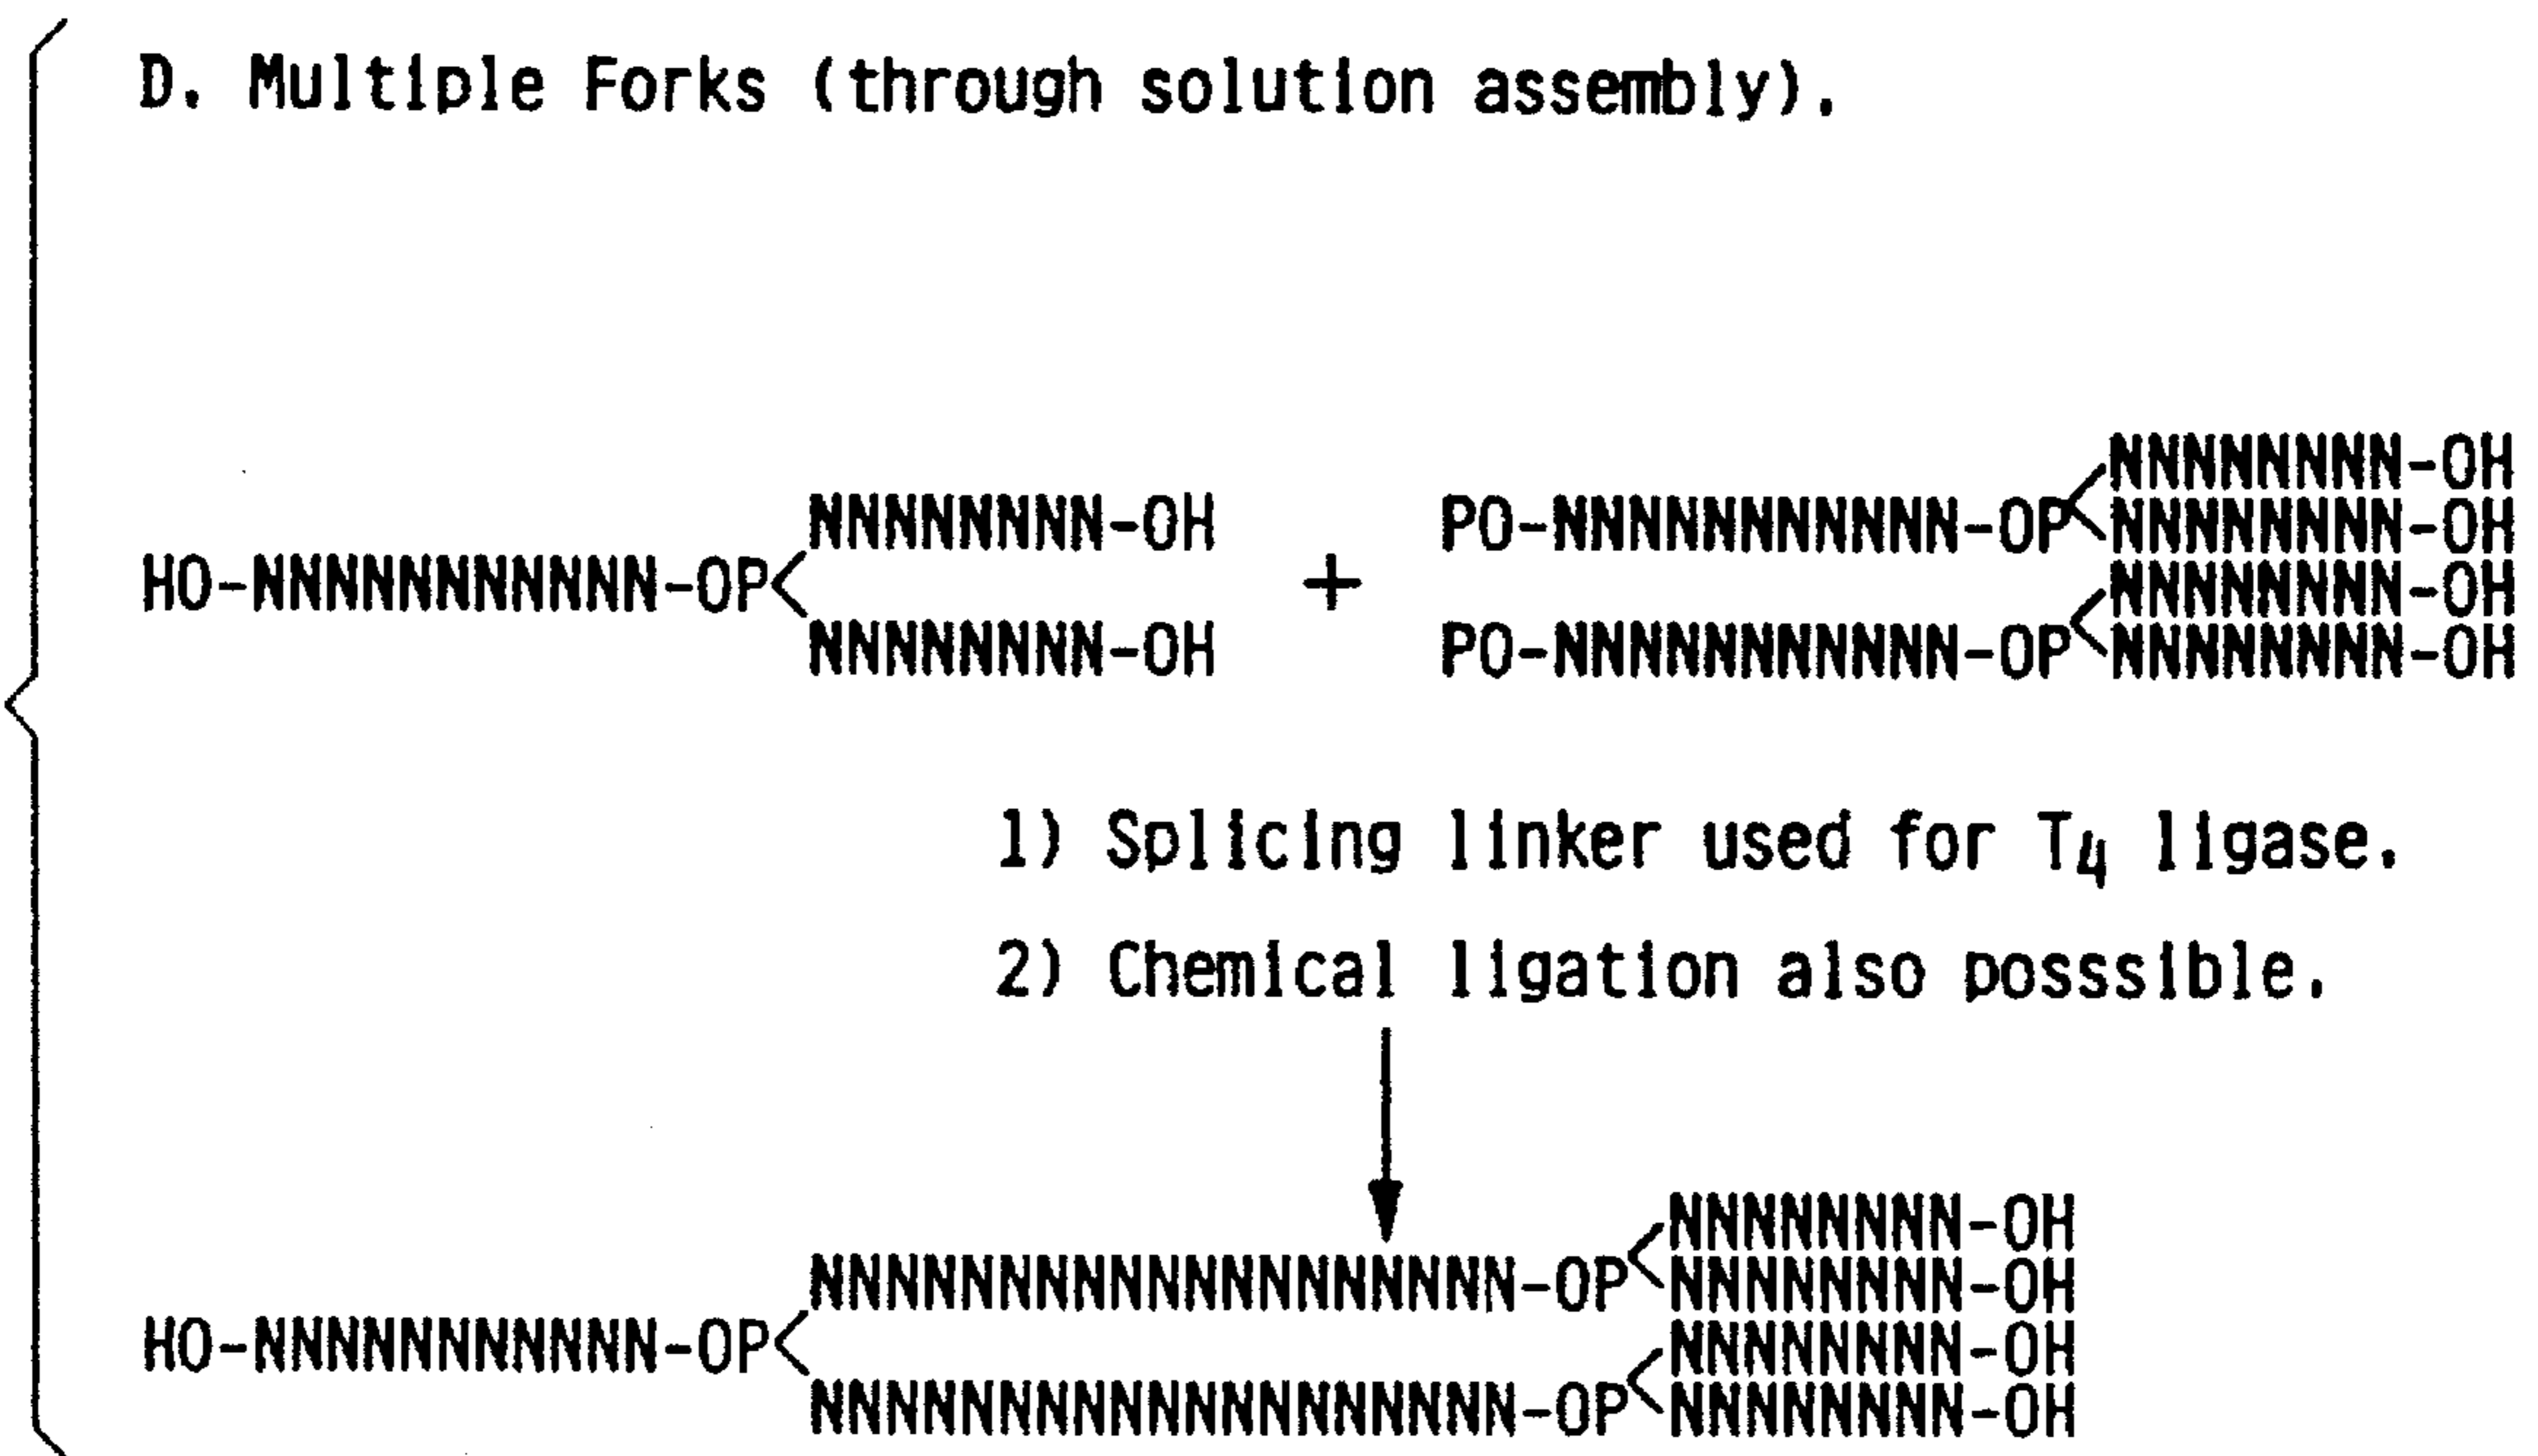 D. Multiple Forks (through solution assembly).
NNNNNNNN-OH
HO-NNNNNNNNNNN-OP
NNNNNNNN-OH
+
NNNNNNNN-OH
PO-NNNNNNNNNNN-OP
NNNNNNNN-OH
NNNNNNNN-OH
PO-NNNNNNNNNNN-OP
NNNNNNNN-OH
1) Splicing linker used for T4 ligase.
2) Chemical ligation also posssible.
NNNNNNNN-OH
NNNNNNNNNNNNNNNNNNN-OP
NNNNNNNN-OH
HO-NNNNNNNNNNN-OP
NNNNNNNN-OH
NNNNNNNNNNNNNNNNNNN-OP
NNNNNNNN-OH